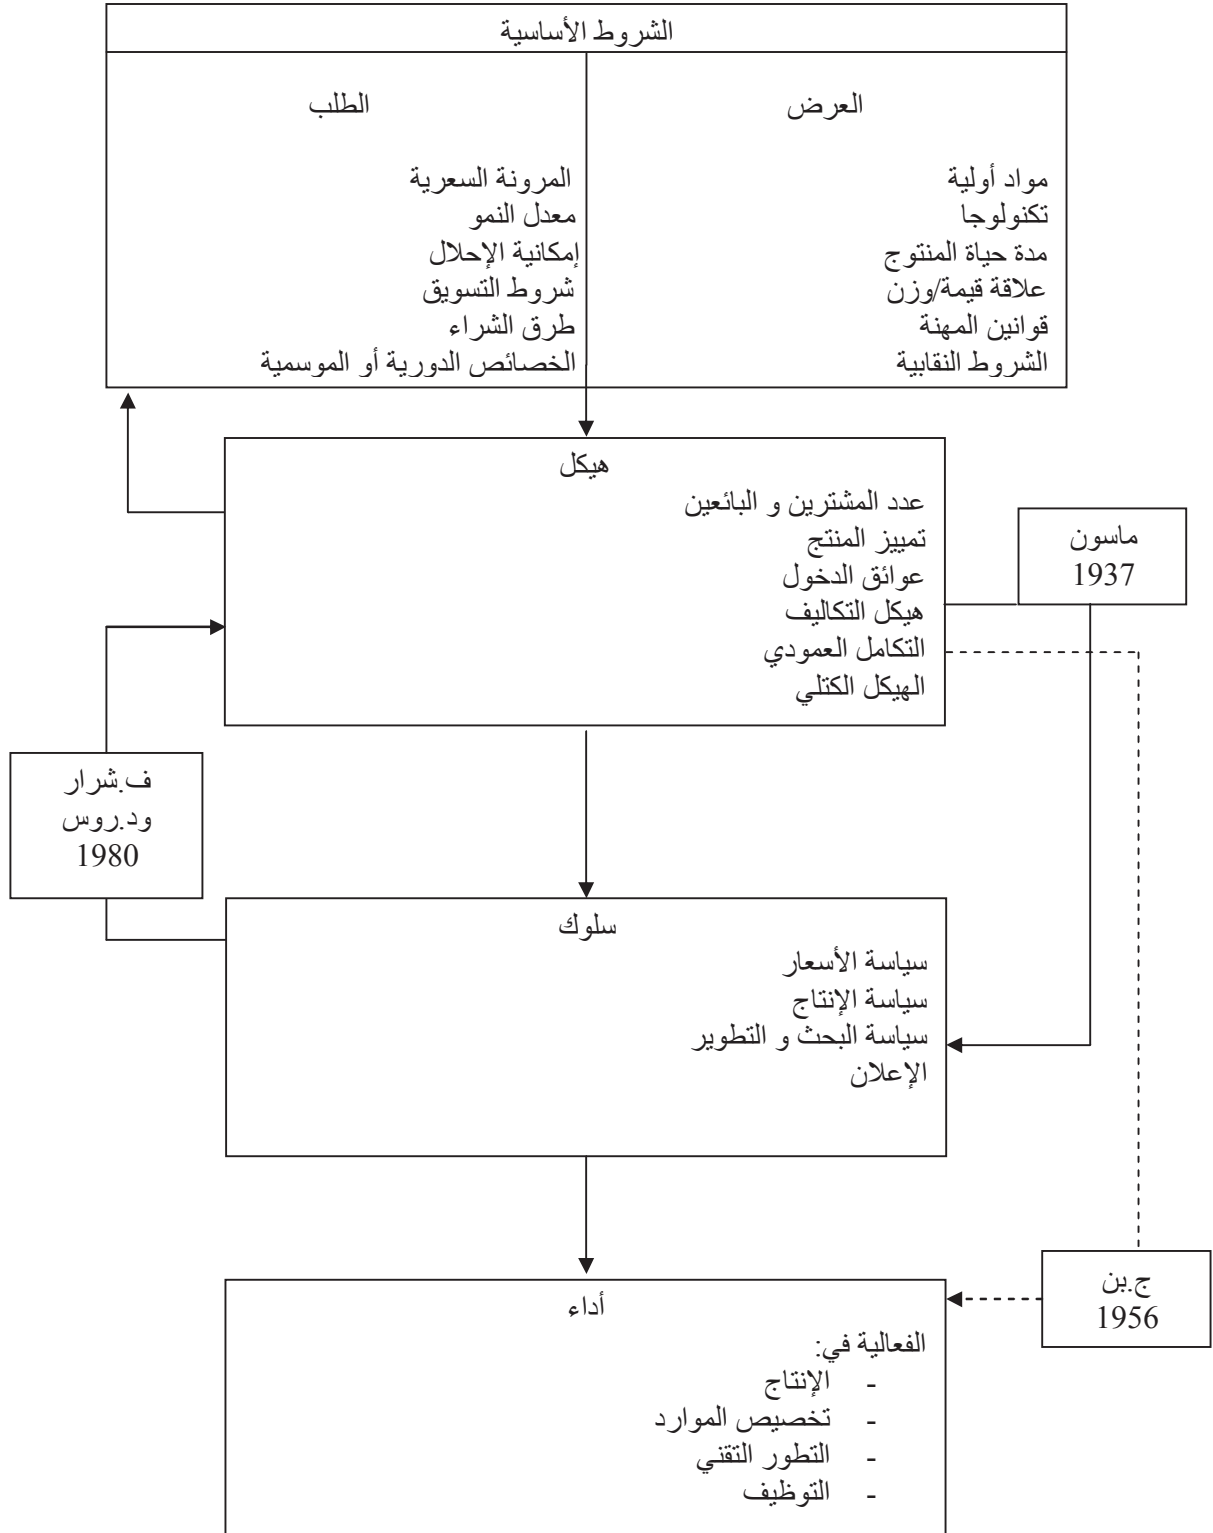 الشروط الأساسية
العرض
مواد أولية
تكنولوجا
مدة حياة المنتوج
علاقة قيمة/وزن
قوانين المهنة
الشروط النقابية
الطلب
المرونة السعرية
معدل النمو
إمكانية الإحلال
شروط التسويق
طرق الشراء
الخصائص الدورية أو الموسمية
هيكل
عدد المشترين و البائعين
تمييز المنتج
عوائق الدخول
هيكل التكاليف
التكامل العمودي
الهيكل الكتلي
ماسون
1937
ف.شرار
ود.روس
1980
سلوك
سياسة الأسعار
سياسة الإنتاج
سياسة البحث و التطوير
الإعلان
ج.بن
1956
أداء
الفعالية في:
- الإنتاج
- تخصيص الموارد
- التطور التقني
- التوظيف